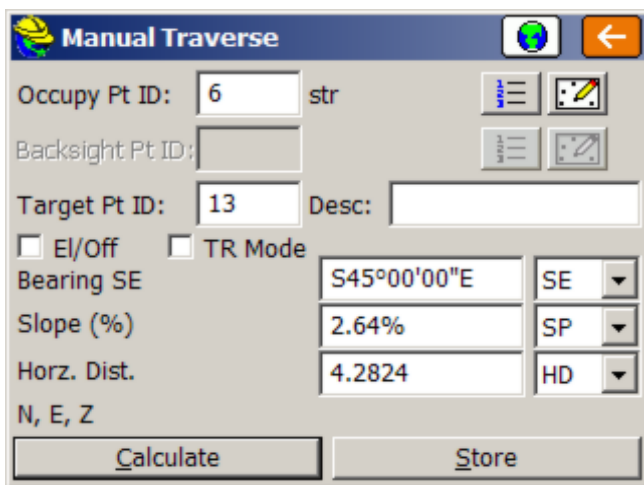 Manual Traverse
Occupy Pt ID: 6 str
Backsight Pt ID:
Target Pt ID: 13 Desc:
El/Off TR Mode
Bearing SE S45°00'00"E SE
Slope (%) 2.64% SP
Horz. Dist. 4.2824 HD
N, E, Z
Calculate Store